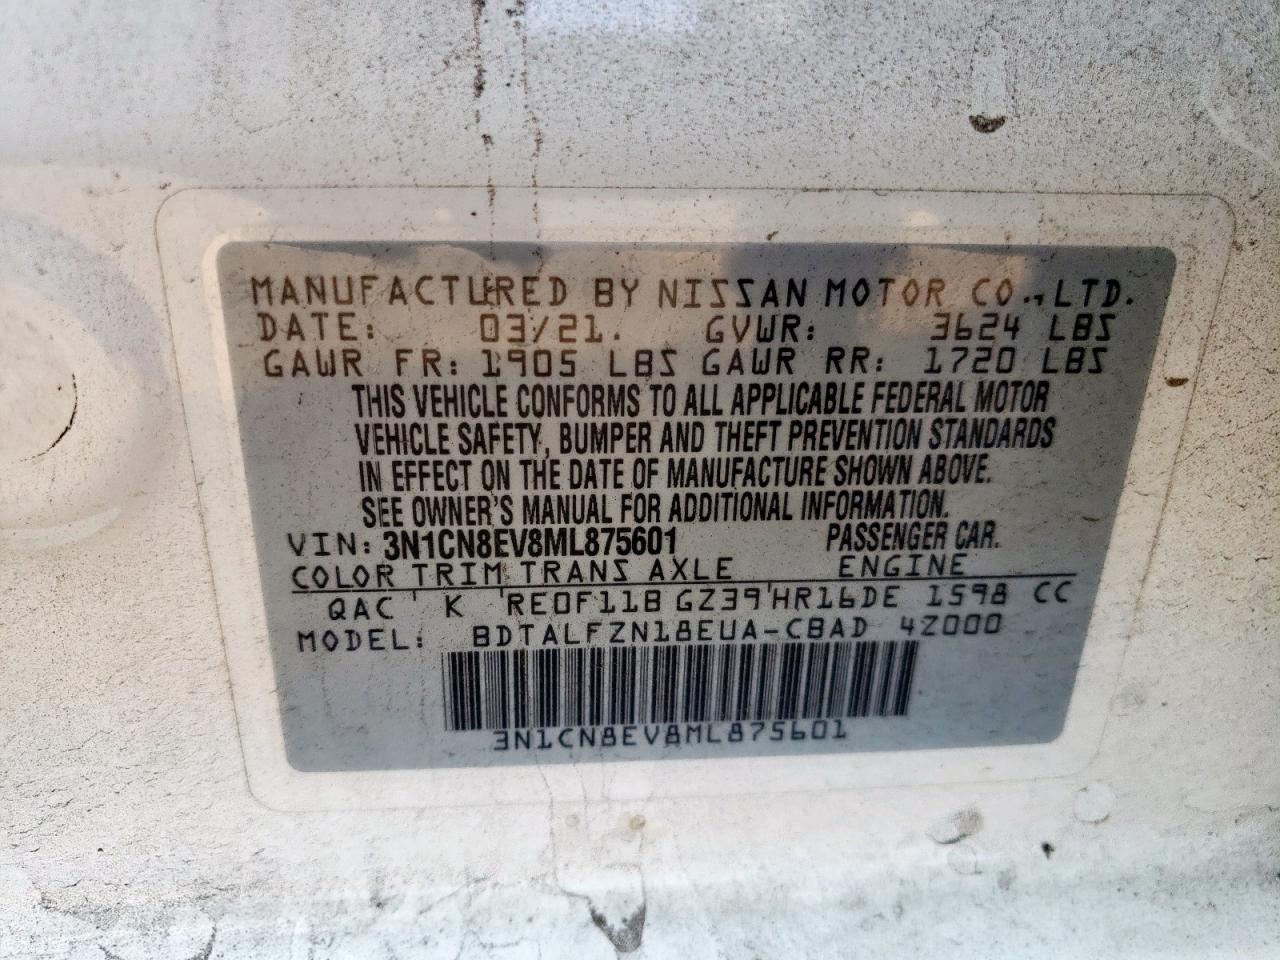 MANUFACTURED BY NISSAN MOTOR CO., LTD.
DATE: 03/21. GVWR: 3624 LBS
GAWR FR: 1905 LBS GAWR RR: 1720 LBS
THIS VEHICLE CONFORMS TO ALL APPLICABLE FEDERAL MOTOR
VEHICLE SAFETY, BUMPER AND THEFT PREVENTION STANDARDS
IN EFFECT ON THE DATE OF MANUFACTURE SHOWN ABOVE.
SEE OWNER'S MANUAL FOR ADDITIONAL INFORMATION.
VIN: 3N1CN8EV8ML875601 PASSENGER CAR.
COLOR TRIM TRANS AXLE ENGINE
QAC ' K ' RE0F11B GZ39 ' HR16DE 1598 CC
MODEL: BDTALFZN18EUA-CBAD 4Z000
3N1CN8EV8ML875601